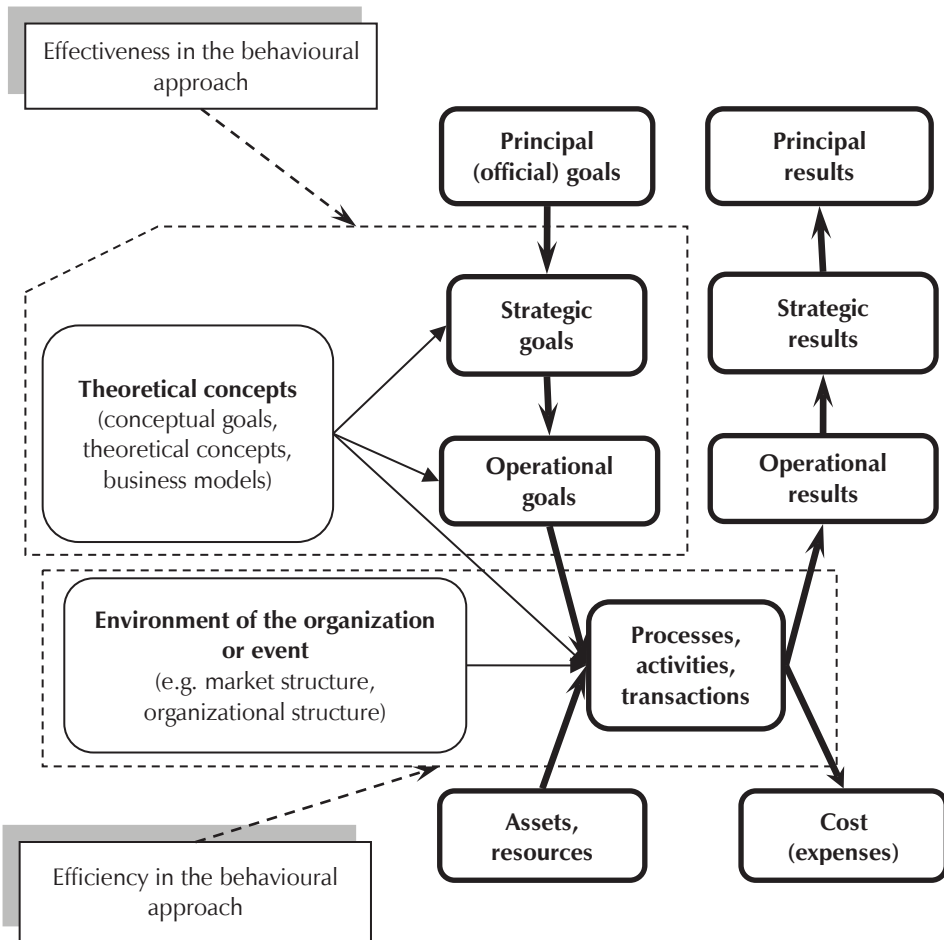 Effectiveness in the behavioural
approach
Principal
(official) goals
Principal
results
Strategic
goals
Strategic
results
Theoretical concepts
(conceptual goals,
theoretical concepts,
business models)
Operational
goals
Operational
results
Environment of the organization
or event
(e.g. market structure,
organizational structure)
Processes,
activities,
transactions
Assets,
resources
Cost
(expenses)
Efficiency in the behavioural
approach